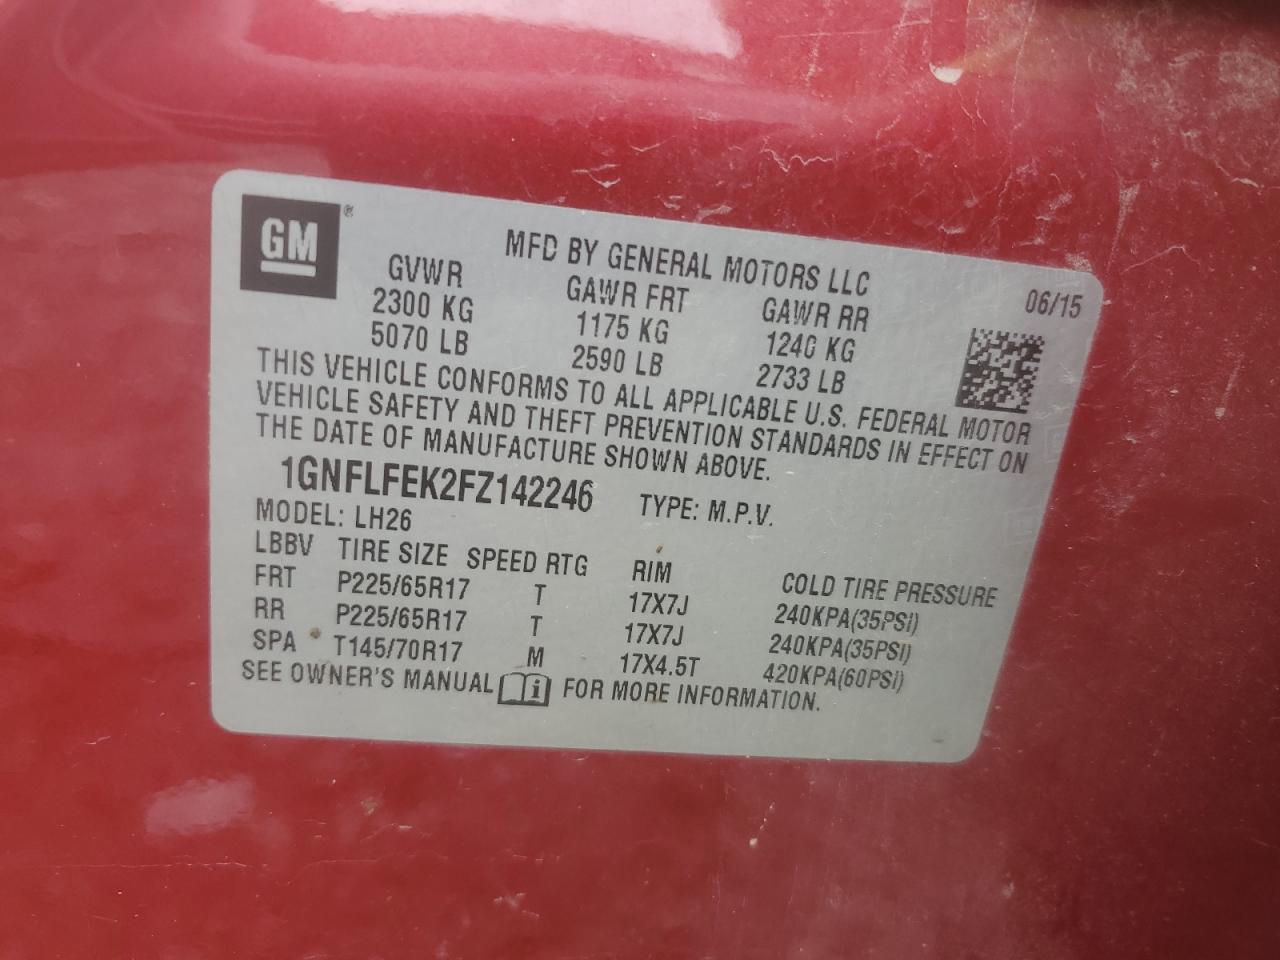 GM®
MFD BY GENERAL MOTORS LLC
06/15
GVWR GAWR FRT GAWR RR
2300 KG 1175 KG 1240 KG
5070 LB 2590 LB 2733 LB
THIS VEHICLE CONFORMS TO ALL APPLICABLE U.S. FEDERAL MOTOR
VEHICLE SAFETY AND THEFT PREVENTION STANDARDS IN EFFECT ON
THE DATE OF MANUFACTURE SHOWN ABOVE.
1GNFLFEK2FZ142246 TYPE: M.P.V.
MODEL: LH26
LBBV TIRE SIZE SPEED RTG RIM COLD TIRE PRESSURE
FRT P225/65R17 T 17X7J 240KPA(35PSI)
RR P225/65R17 T 17X7J 240KPA(35PSI)
SPA T145/70R17 M 17X4.5T 420KPA(60PSI)
SEE OWNER'S MANUAL i FOR MORE INFORMATION.